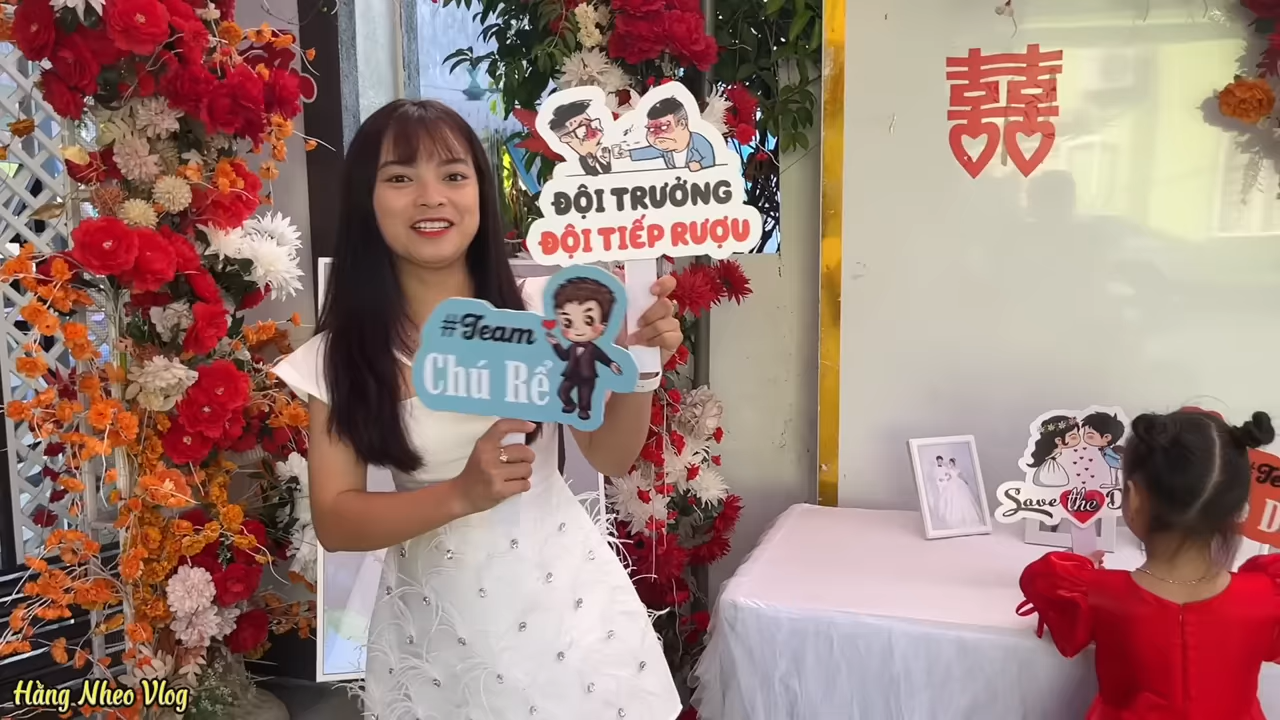 ĐỘI TRƯỞNG
ĐỘI TIẾP RƯỢU
#Team
Chú Rể
囍
Save the D
D
Hằng Nheo Vlog